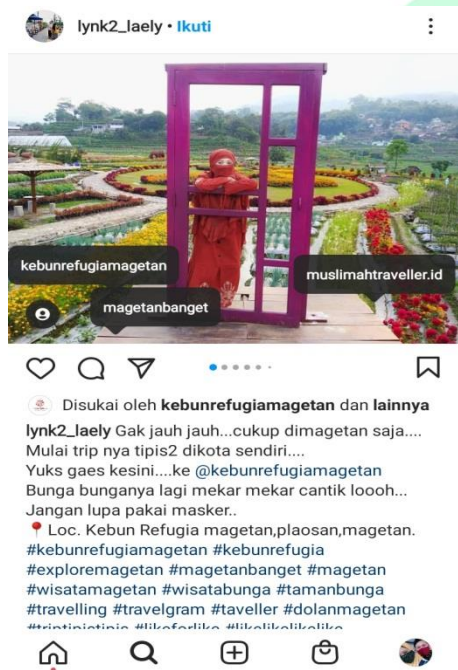 lynk2_laely • Ikuti
kebunrefugiamagetan
muslimahtraveller.id
magetanbanget
Disukai oleh kebunrefugiamagetan dan lainnya
lynk2_laely Gak jauh jauh...cukup dimagetan saja....
Mulai trip nya tipis2 dikota sendiri....
Yuks gaes kesini....ke @kebunrefugiamagetan
Bunga bunganya lagi mekar mekar cantik loooh...
Jangan lupa pakai masker..
📍 Loc. Kebun Refugia magetan,plaosan,magetan.
#kebunrefugiamagetan #kebunrefugia
#exploremagetan #magetanbanget #magetan
#wisatamagetan #wisatabunga #tamanbunga
#travelling #travelgram #taveller #dolanmagetan
#triptipistipis #likeforlike #likelikelikelike